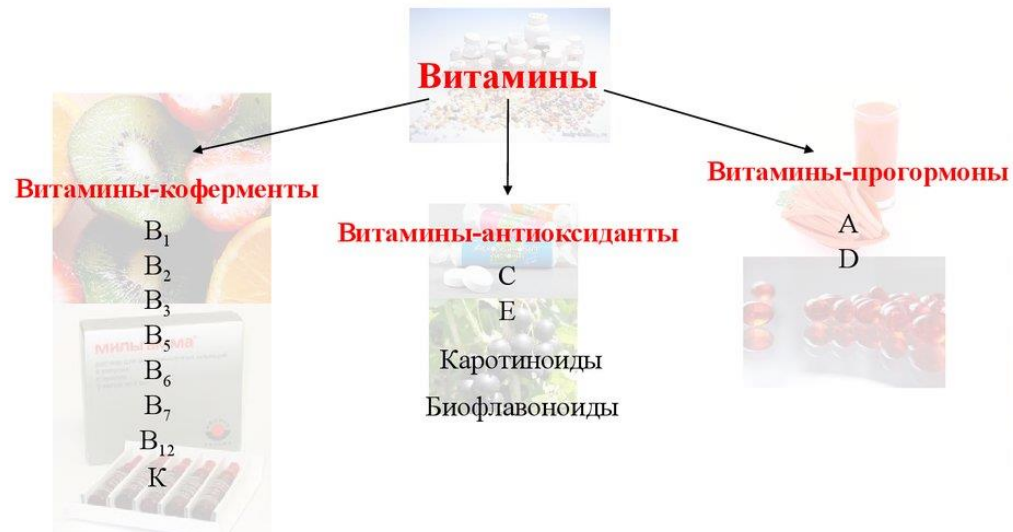 Витамины
Витамины-коферменты
B₁
B₂
B₃
B₅
B₆
B₇
B₁₂
К
Витамины-антиоксиданты
С
Е
Каротиноиды
Биофлавоноиды
Витамины-прогормоны
А
D